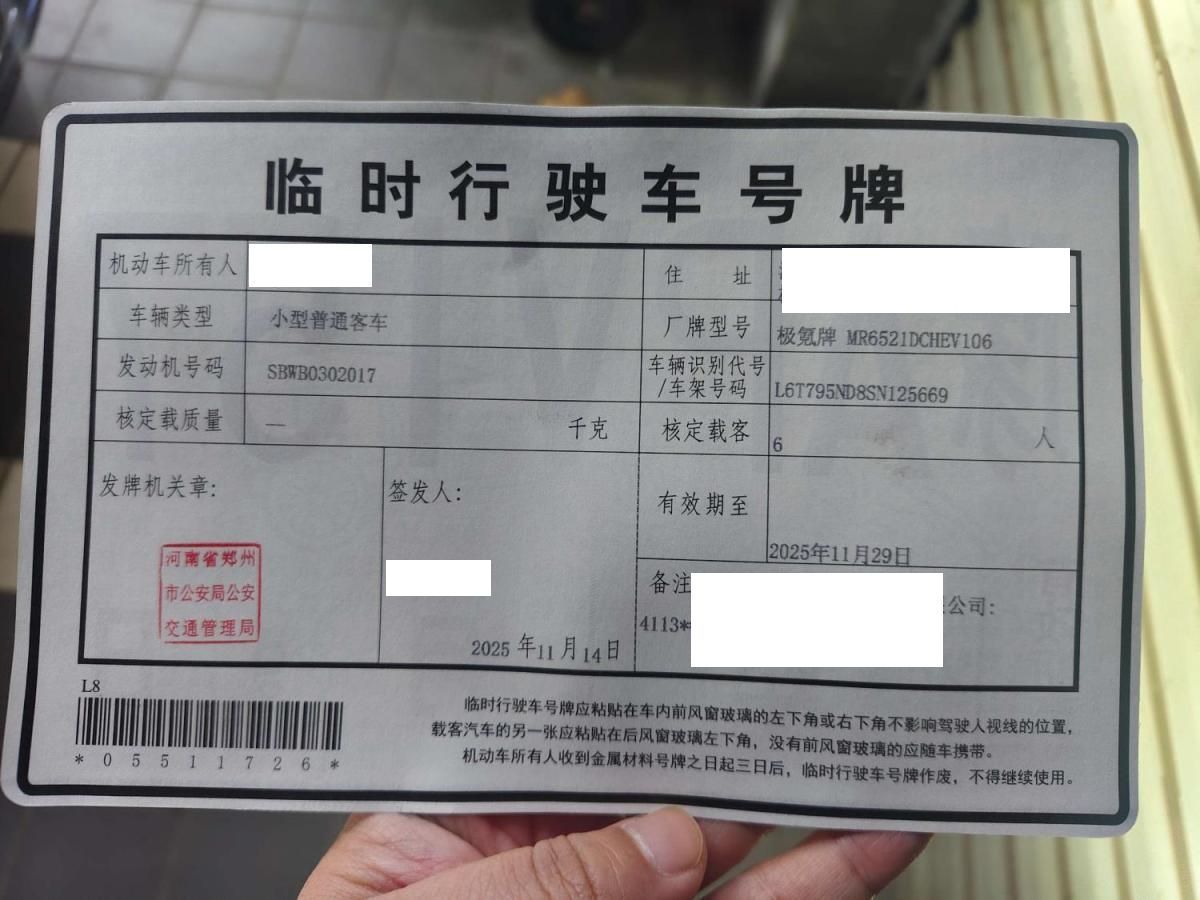 临时行驶车号牌
机动车所有人
住 址
车辆类型 小型普通客车
厂牌型号 极氪牌 MR6521DCHEV106
发动机号码 SBWB0302017
车辆识别代号
/车架号码 L6T795ND8SN125669
核定载质量 — 千克
核定载客 6 人
发牌机关章:
河南省郑州
市公安局公安
交通管理局
签发人:
2025 年11 月14日
有效期至 2025年11月29日
备注
公司:
4113*
L8
*05511726*
临时行驶车号牌应粘贴在车内前风窗玻璃的左下角或右下角不影响驾驶人视线的位置,
载客汽车的另一张应粘贴在后风窗玻璃左下角，没有前风窗玻璃的应随车携带。
机动车所有人收到金属材料号牌之日起三日后，临时行驶车号牌作废，不得继续使用。